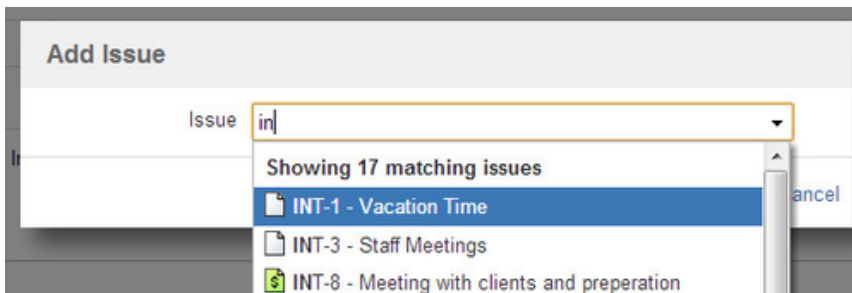 Add Issue
Issue in
Showing 17 matching issues
INT-1 - Vacation Time
ancel
INT-3 - Staff Meetings
INT-8 - Meeting with clients and preperation